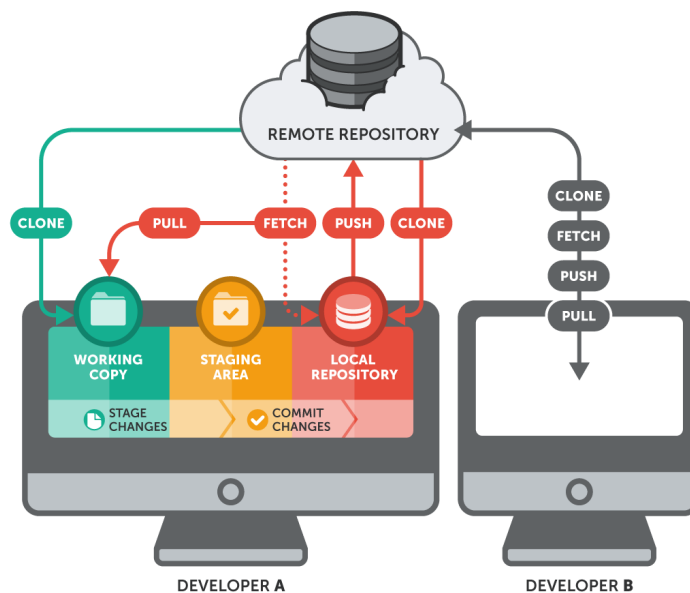 REMOTE REPOSITORY
CLONE
PULL
FETCH
PUSH
CLONE
CLONE
FETCH
PUSH
PULL
WORKING
COPY
STAGING
AREA
LOCAL
REPOSITORY
STAGE
CHANGES
COMMIT
CHANGES
DEVELOPER A
DEVELOPER B